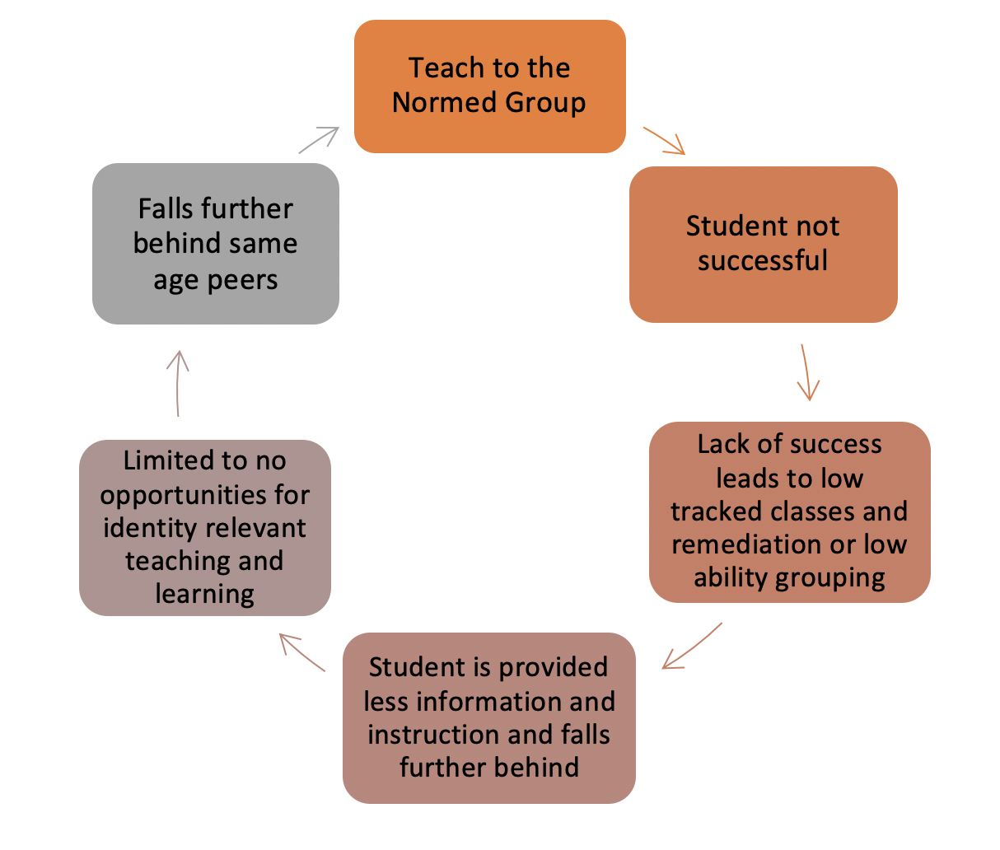 Teach to the
Normed Group
Student not
successful
Lack of success
leads to low
tracked classes and
remediation or low
ability grouping
Student is provided
less information and
instruction and falls
further behind
Limited to no
opportunities for
identity relevant
teaching and
learning
Falls further
behind same
age peers